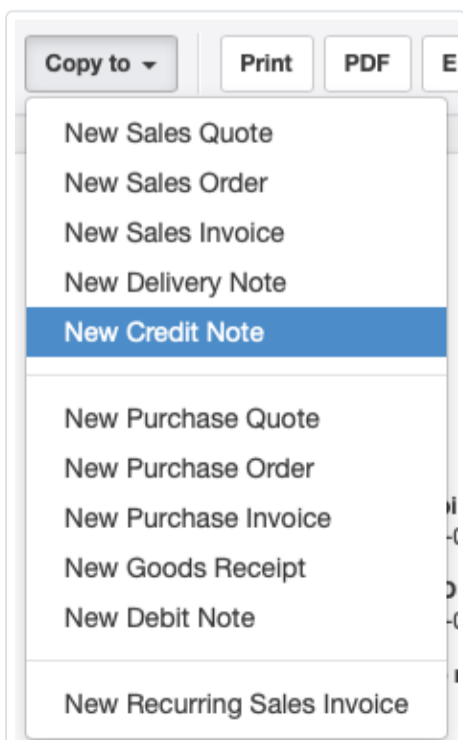 Copy to
Print
PDF
New Sales Quote
New Sales Order
New Sales Invoice
New Delivery Note
New Credit Note
New Purchase Quote
New Purchase Order
New Purchase Invoice
New Goods Receipt
New Debit Note
New Recurring Sales Invoice